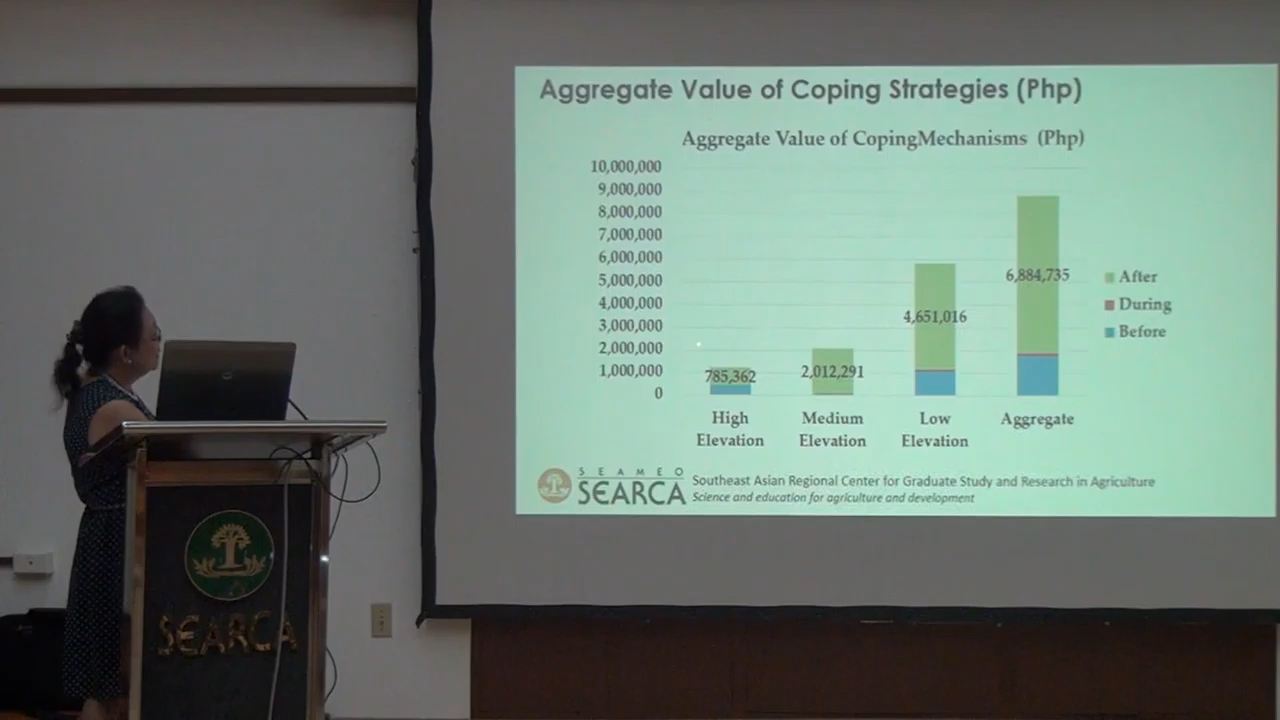 Aggregate Value of Coping Strategies (Php)
Aggregate Value of CopingMechanisms (Php)
10,000,000
9,000,000
8,000,000
7,000,000
6,000,000
5,000,000
4,000,000
3,000,000
2,000,000
1,000,000
0
785,362
2,012,291
4,651,016
6,884,735
High
Elevation
Medium
Elevation
Low
Elevation
Aggregate
After
During
Before
SEAMEO
SEARCA
Southeast Asian Regional Center for Graduate Study and Research in Agriculture
Science and education for agriculture and development
SEARCA